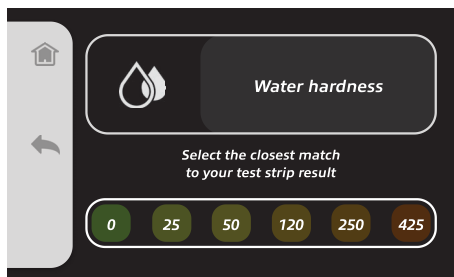 Water hardness
Select the closest match
to your test strip result
0 25 50 120 250 425